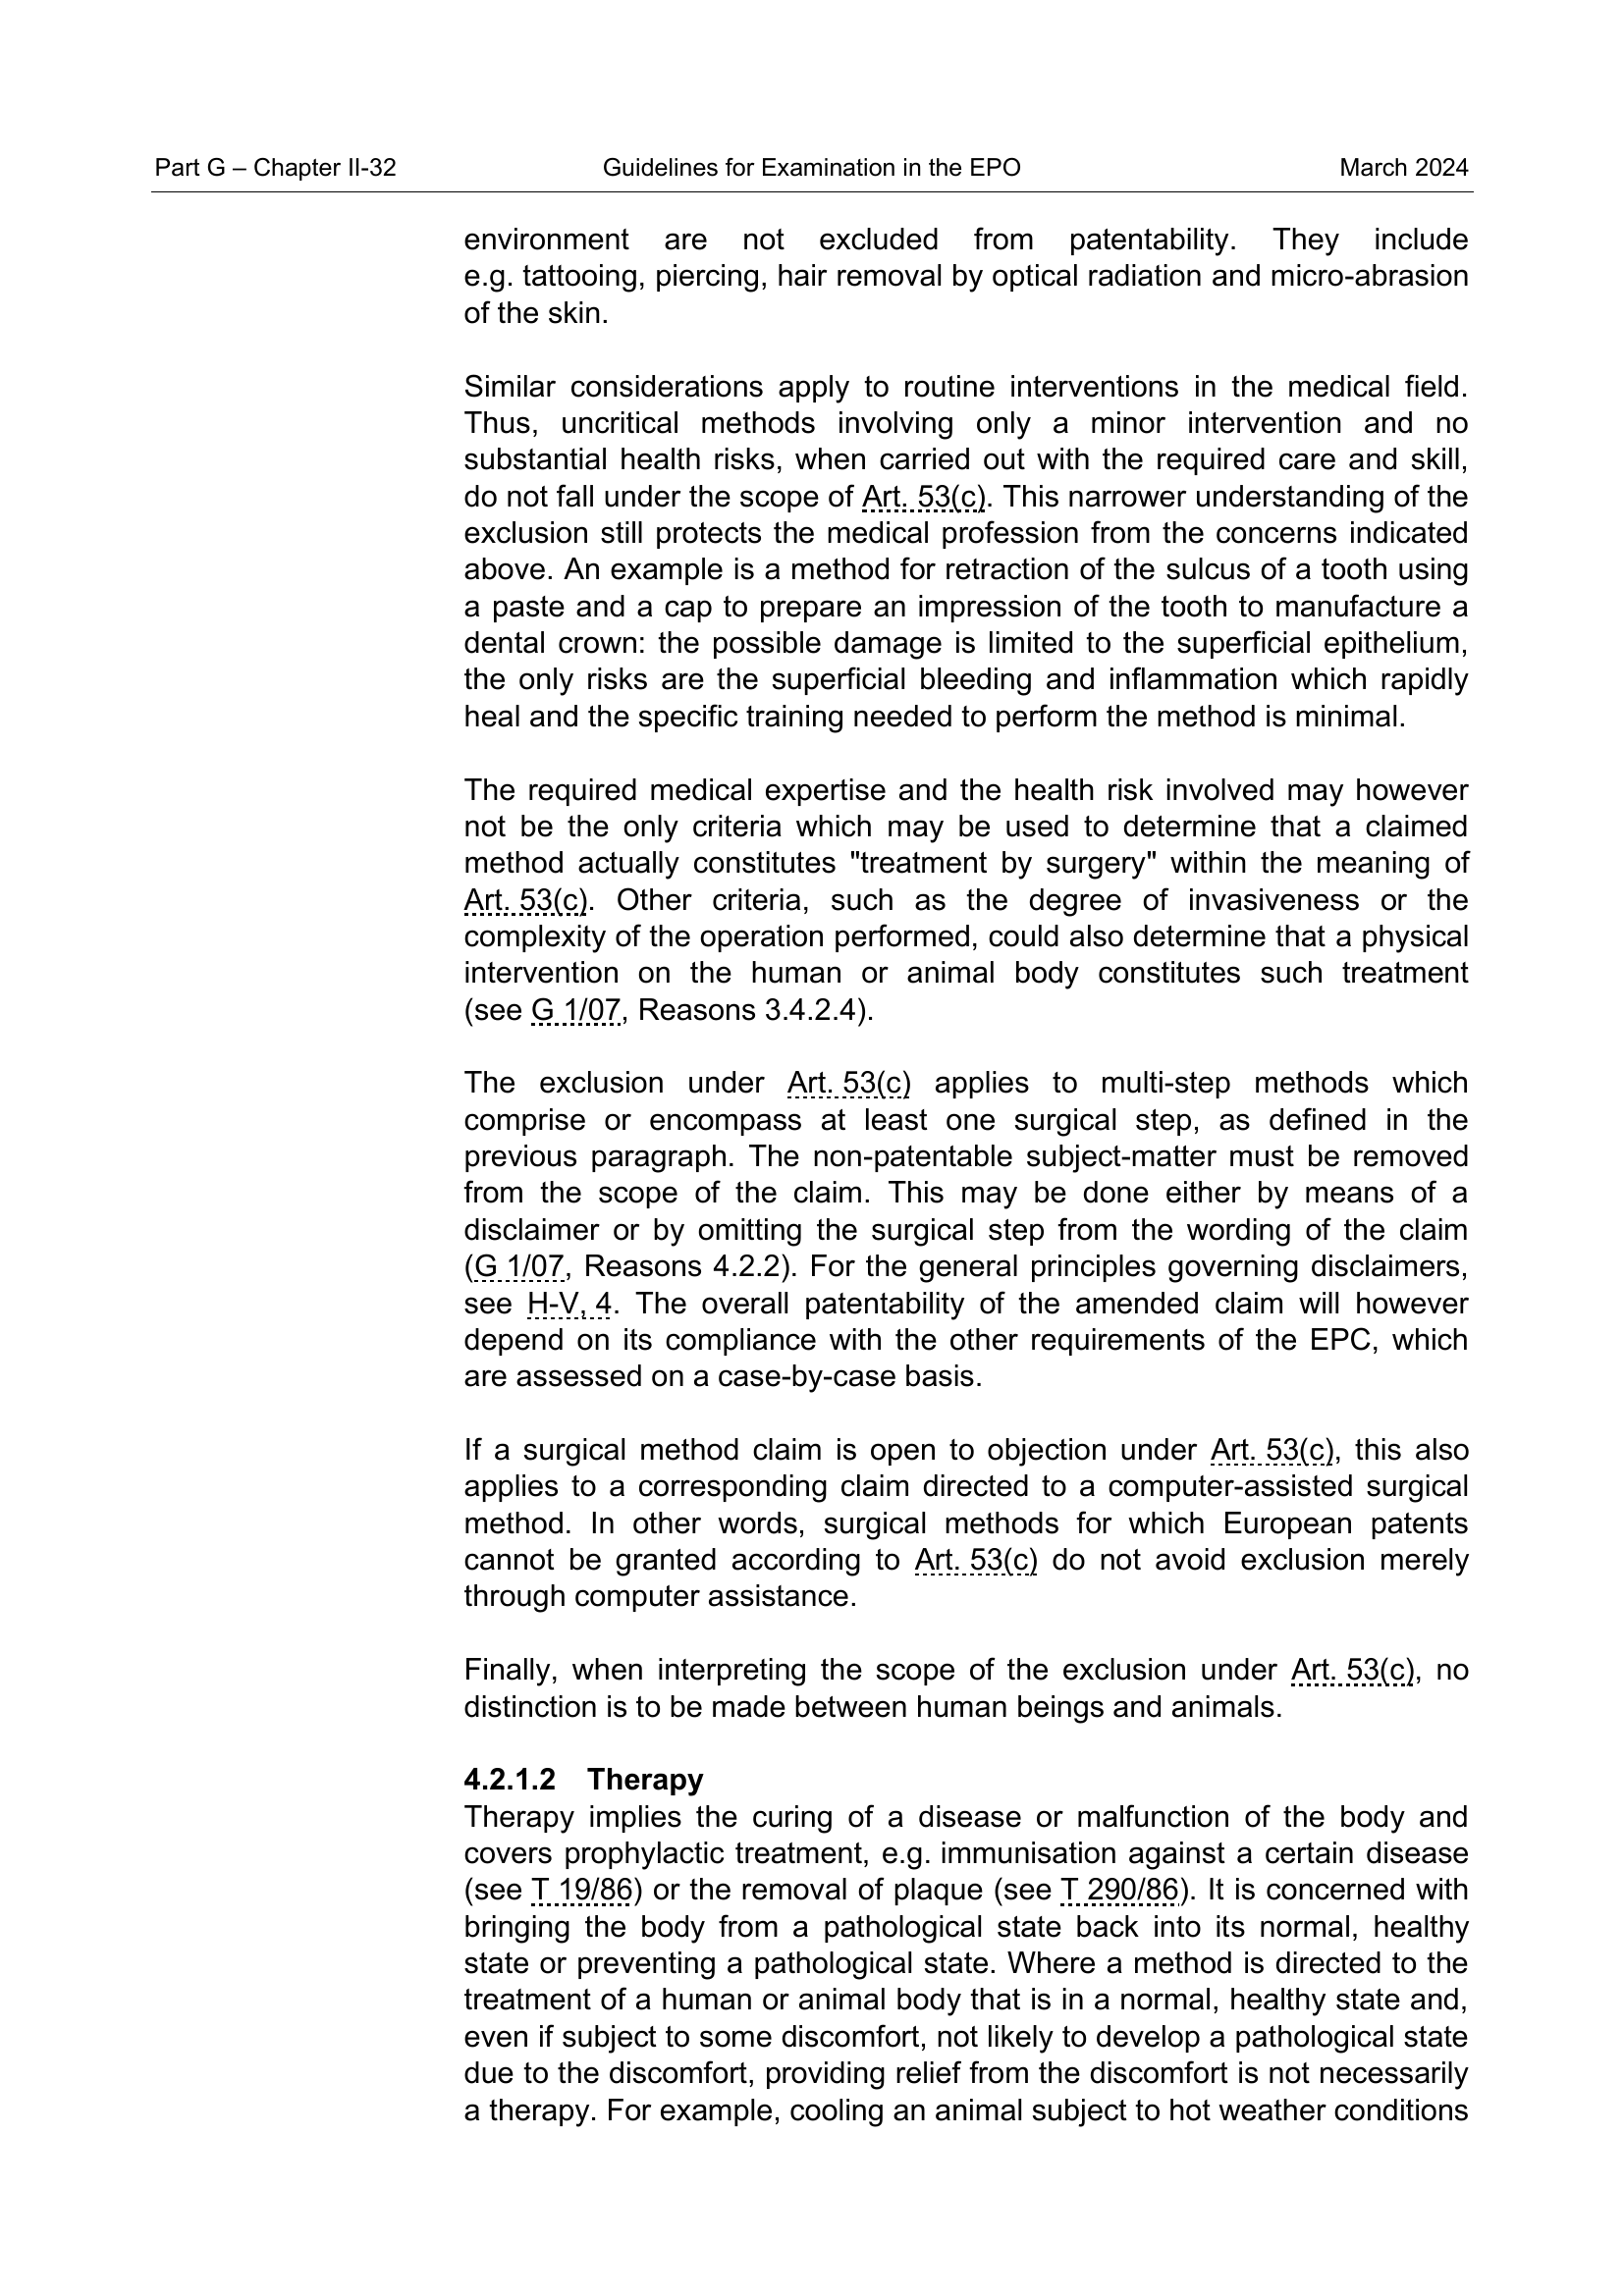 Part G – Chapter II-32 Guidelines for Examination in the EPO March 2024
environment are not excluded from patentability. They include
e.g. tattooing, piercing, hair removal by optical radiation and micro-abrasion
of the skin.
Similar considerations apply to routine interventions in the medical field.
Thus, uncritical methods involving only a minor intervention and no
substantial health risks, when carried out with the required care and skill,
do not fall under the scope of Art. 53(c). This narrower understanding of the
exclusion still protects the medical profession from the concerns indicated
above. An example is a method for retraction of the sulcus of a tooth using
a paste and a cap to prepare an impression of the tooth to manufacture a
dental crown: the possible damage is limited to the superficial epithelium,
the only risks are the superficial bleeding and inflammation which rapidly
heal and the specific training needed to perform the method is minimal.
The required medical expertise and the health risk involved may however
not be the only criteria which may be used to determine that a claimed
method actually constitutes "treatment by surgery" within the meaning of
Art. 53(c). Other criteria, such as the degree of invasiveness or the
complexity of the operation performed, could also determine that a physical
intervention on the human or animal body constitutes such treatment
(see G 1/07, Reasons 3.4.2.4).
The exclusion under Art. 53(c) applies to multi-step methods which
comprise or encompass at least one surgical step, as defined in the
previous paragraph. The non-patentable subject-matter must be removed
from the scope of the claim. This may be done either by means of a
disclaimer or by omitting the surgical step from the wording of the claim
(G 1/07, Reasons 4.2.2). For the general principles governing disclaimers,
see H-V, 4. The overall patentability of the amended claim will however
depend on its compliance with the other requirements of the EPC, which
are assessed on a case-by-case basis.
If a surgical method claim is open to objection under Art. 53(c), this also
applies to a corresponding claim directed to a computer-assisted surgical
method. In other words, surgical methods for which European patents
cannot be granted according to Art. 53(c) do not avoid exclusion merely
through computer assistance.
Finally, when interpreting the scope of the exclusion under Art. 53(c), no
distinction is to be made between human beings and animals.
4.2.1.2 Therapy
Therapy implies the curing of a disease or malfunction of the body and
covers prophylactic treatment, e.g. immunisation against a certain disease
(see T 19/86) or the removal of plaque (see T 290/86). It is concerned with
bringing the body from a pathological state back into its normal, healthy
state or preventing a pathological state. Where a method is directed to the
treatment of a human or animal body that is in a normal, healthy state and,
even if subject to some discomfort, not likely to develop a pathological state
due to the discomfort, providing relief from the discomfort is not necessarily
a therapy. For example, cooling an animal subject to hot weather conditions